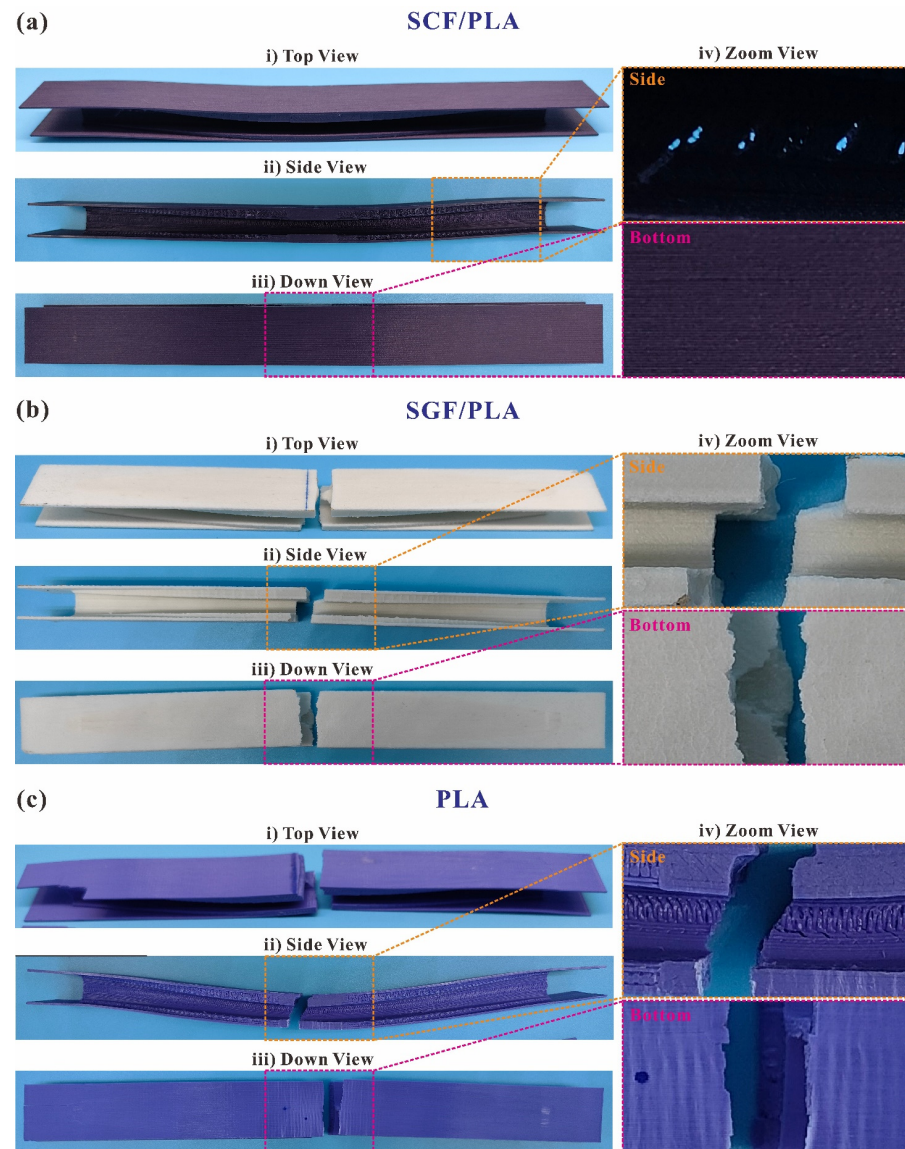 (a)
SCF/PLA
i) Top View
iv) Zoom View
Side
ii) Side View
Bottom
iii) Down View
(b)
SGF/PLA
i) Top View
iv) Zoom View
Side
ii) Side View
Bottom
iii) Down View
(c)
PLA
i) Top View
iv) Zoom View
Side
ii) Side View
Bottom
iii) Down View